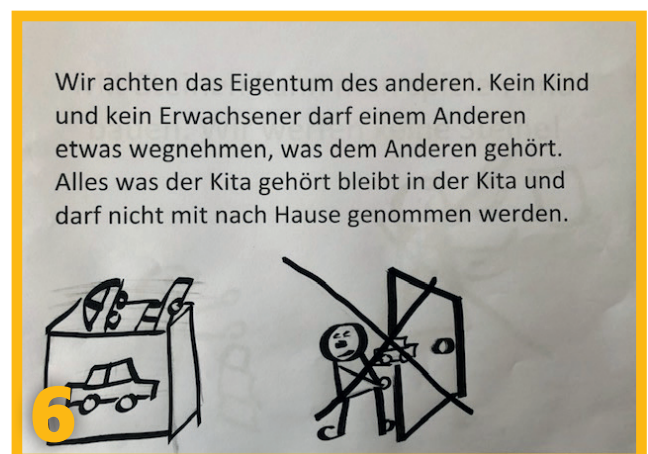 Wir achten das Eigentum des anderen. Kein Kind
und kein Erwachsener darf einem Anderen
etwas wegnehmen, was dem Anderen gehört.
Alles was der Kita gehört bleibt in der Kita und
darf nicht mit nach Hause genommen werden.
6